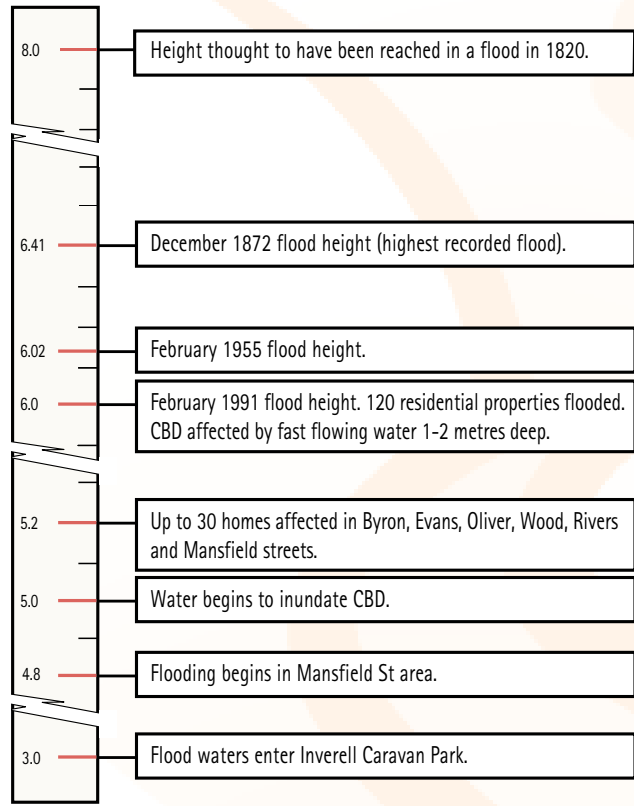 8.0
Height thought to have been reached in a flood in 1820.
6.41
December 1872 flood height (highest recorded flood).
6.02
February 1955 flood height.
6.0
February 1991 flood height. 120 residential properties flooded.
CBD affected by fast flowing water 1-2 metres deep.
5.2
Up to 30 homes affected in Byron, Evans, Oliver, Wood, Rivers
and Mansfield streets.
5.0
Water begins to inundate CBD.
4.8
Flooding begins in Mansfield St area.
3.0
Flood waters enter Inverell Caravan Park.